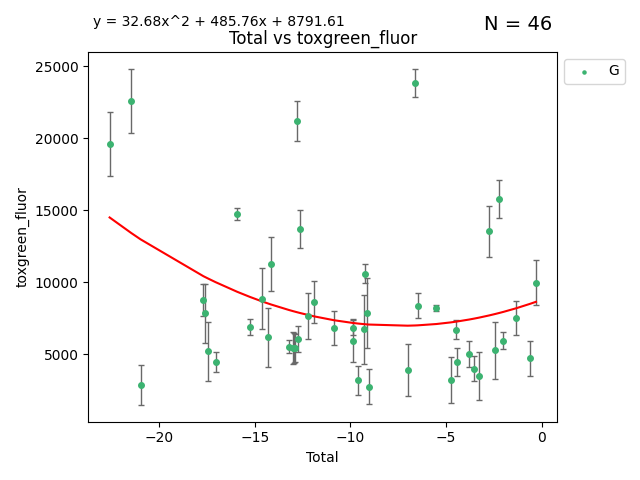 y = 32.68x^2 + 485.76x + 8791.61
N = 46
Total vs toxgreen_fluor
G
25000
20000
15000
10000
5000
toxgreen_fluor
−20 −15 −10 −5 0
Total